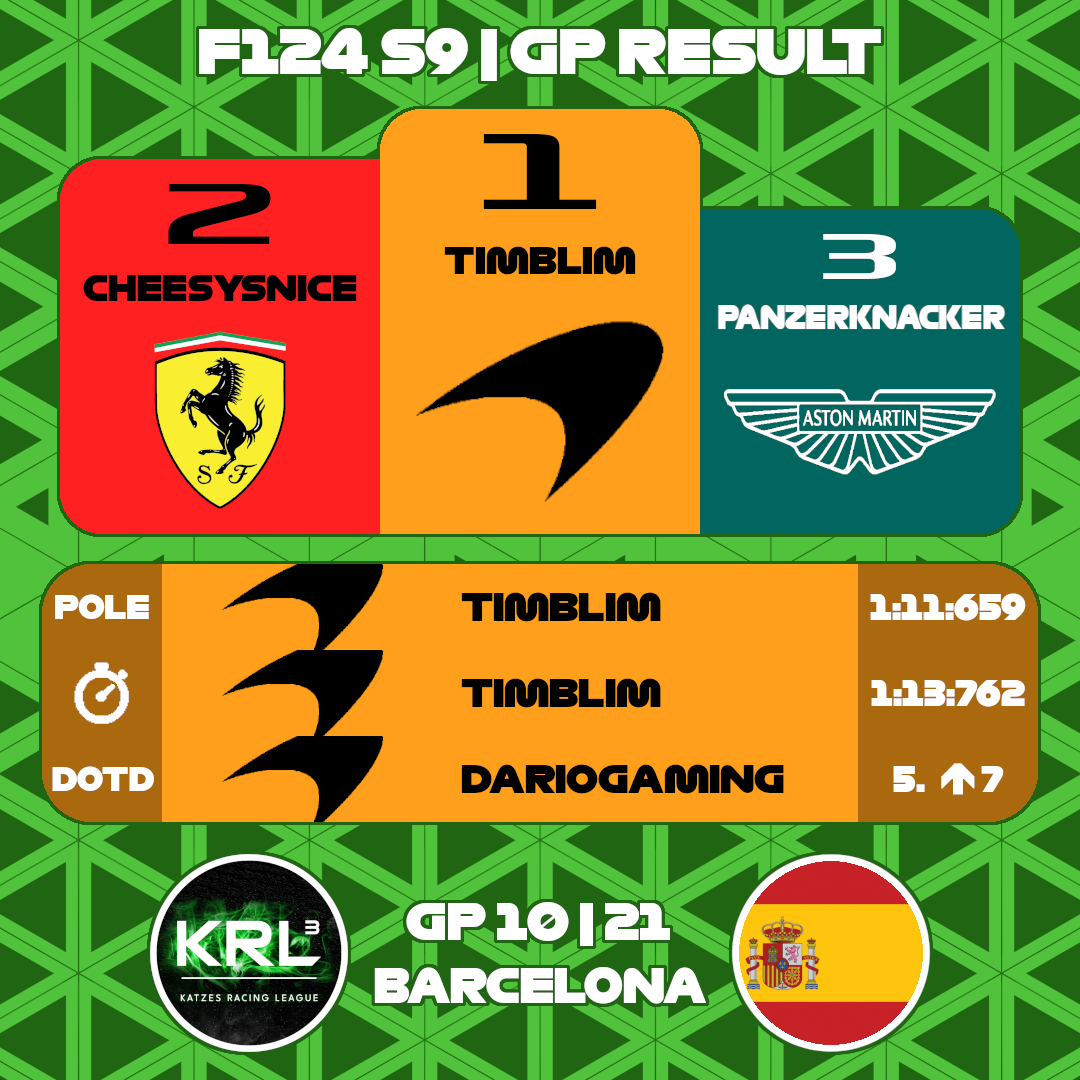 F124 S9 | GP RESULT
1
TIMBLIM
2
CHEESYSNICE
S F
3
PANZERKNACKER
ASTON MARTIN
POLE TIMBLIM 1:11:659
TIMBLIM 1:13:762
DOTD DARIOGAMING 5. ↑7
KRL3
KATZES RACING LEAGUE
GP 10 | 21
BARCELONA